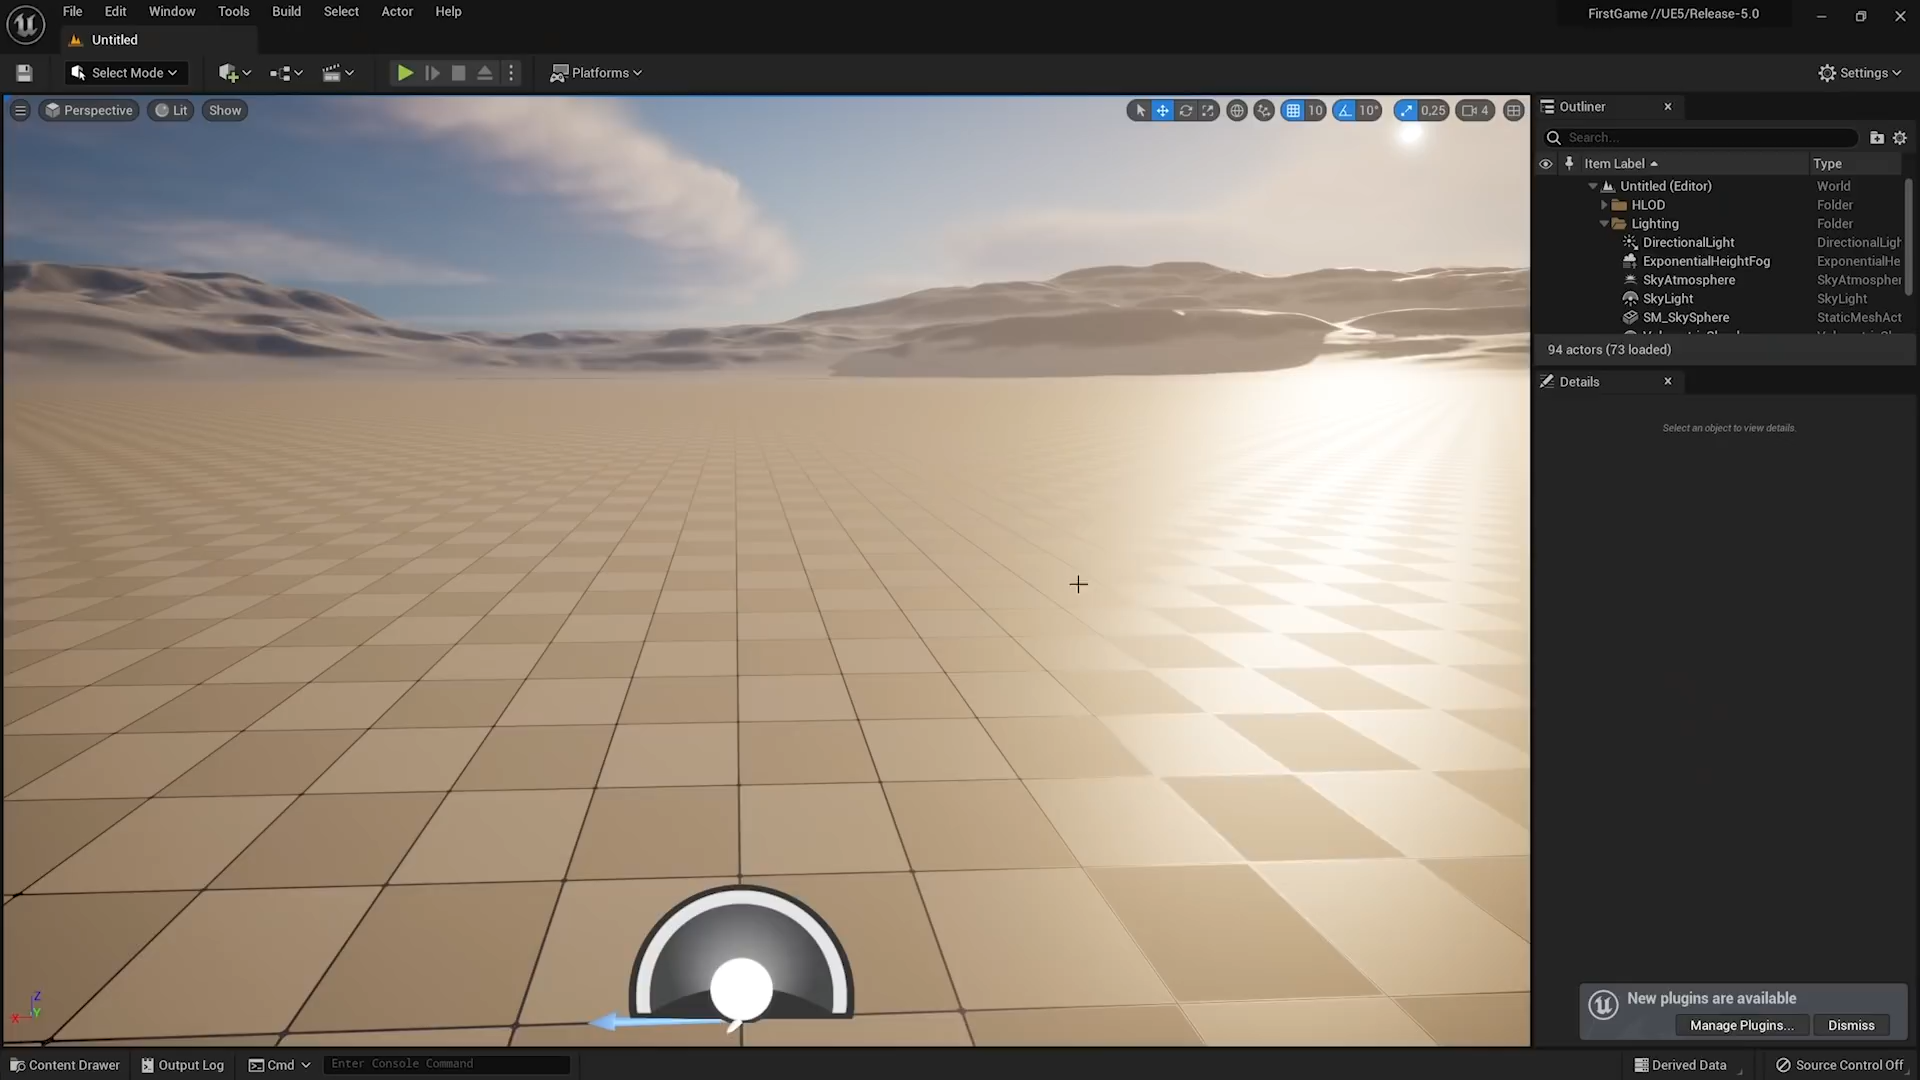 File Edit Window Tools Build Select Actor Help
FirstGame //UE5/Release-5.0
Untitled
Select Mode
Platforms
Settings
Perspective Lit Show
10 10° 0,25 4
Outliner
Search...
Item Label Type
Untitled (Editor) World
HLOD Folder
Lighting Folder
DirectionalLight DirectionalLigh
ExponentialHeightFog ExponentialHe
SkyAtmosphere SkyAtmospher
SkyLight SkyLight
SM_SkySphere StaticMeshAct
94 actors (73 loaded)
Details
Select an object to view details.
Z
X Y
New plugins are available
Manage Plugins... Dismiss
Content Drawer Output Log Cmd Enter Console Command
Derived Data Source Control Off